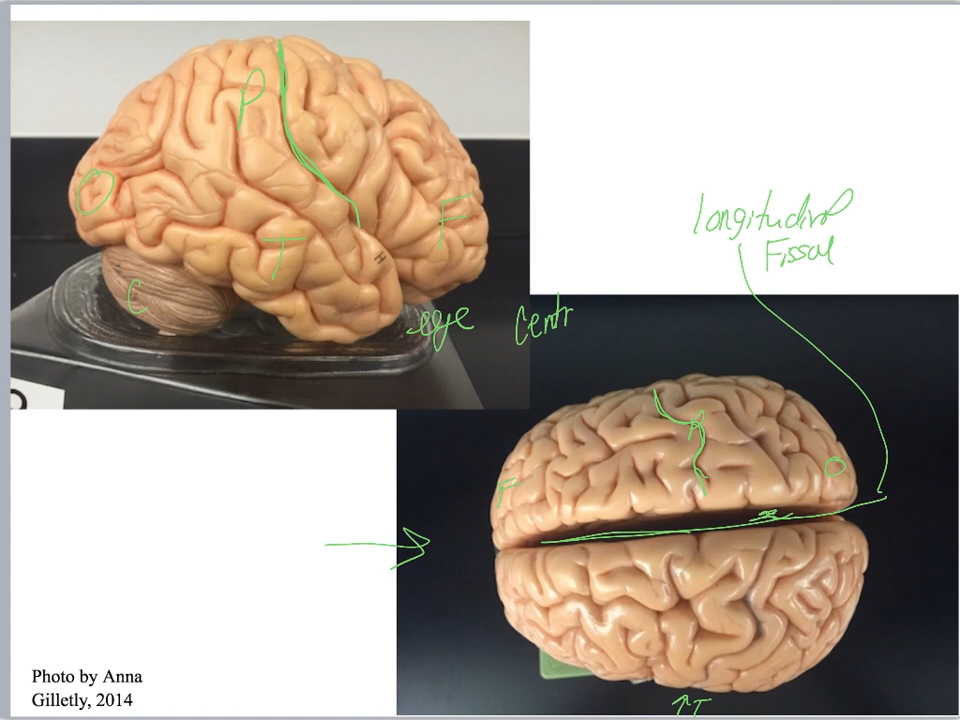 P
O
T
F
H
C
eye Centr
Longitudinal
Fissal
P
O
F
T
Photo by Anna
Gilletly, 2014